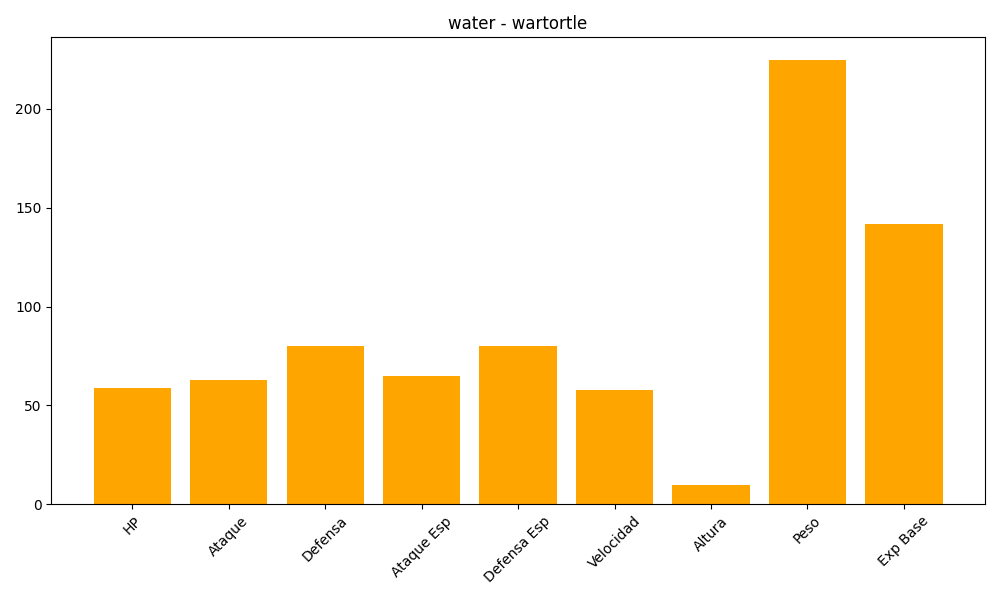 water - wartortle
200
150
100
50
0
HP
Ataque
Defensa
Ataque Esp
Defensa Esp
Velocidad
Altura
Peso
Exp Base